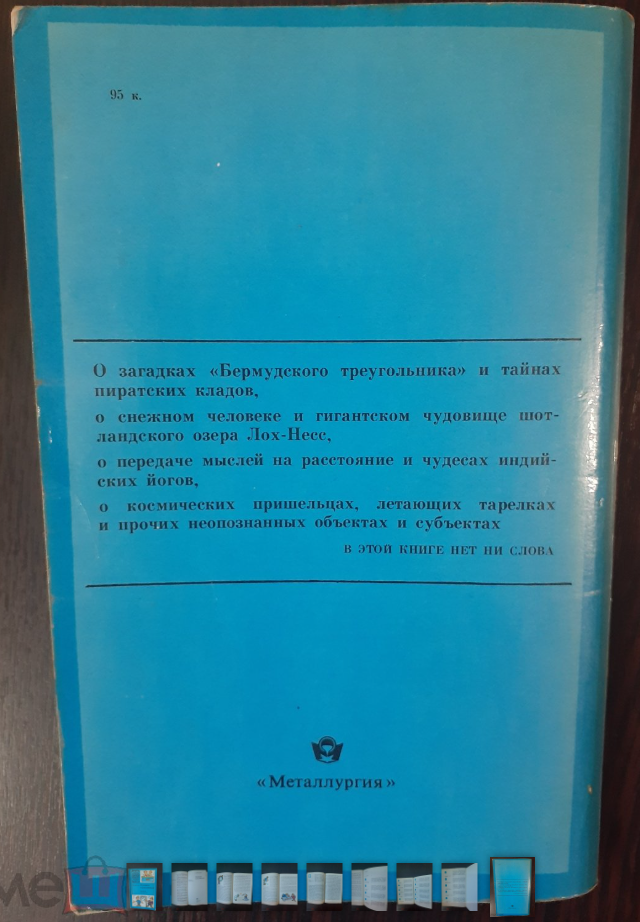 95 к.
О загадках «Бермудского треугольника» и тайнах
пиратских кладов,
о снежном человеке и гигантском чудовище шот-
ландского озера Лох-Несс,
о передаче мыслей на расстояние и чудесах индий-
ских йогов,
о космических пришельцах, летающих тарелках
и прочих неопознанных объектах и субъектах
В ЭТОЙ КНИГЕ НЕТ НИ СЛОВА
«Металлургия»